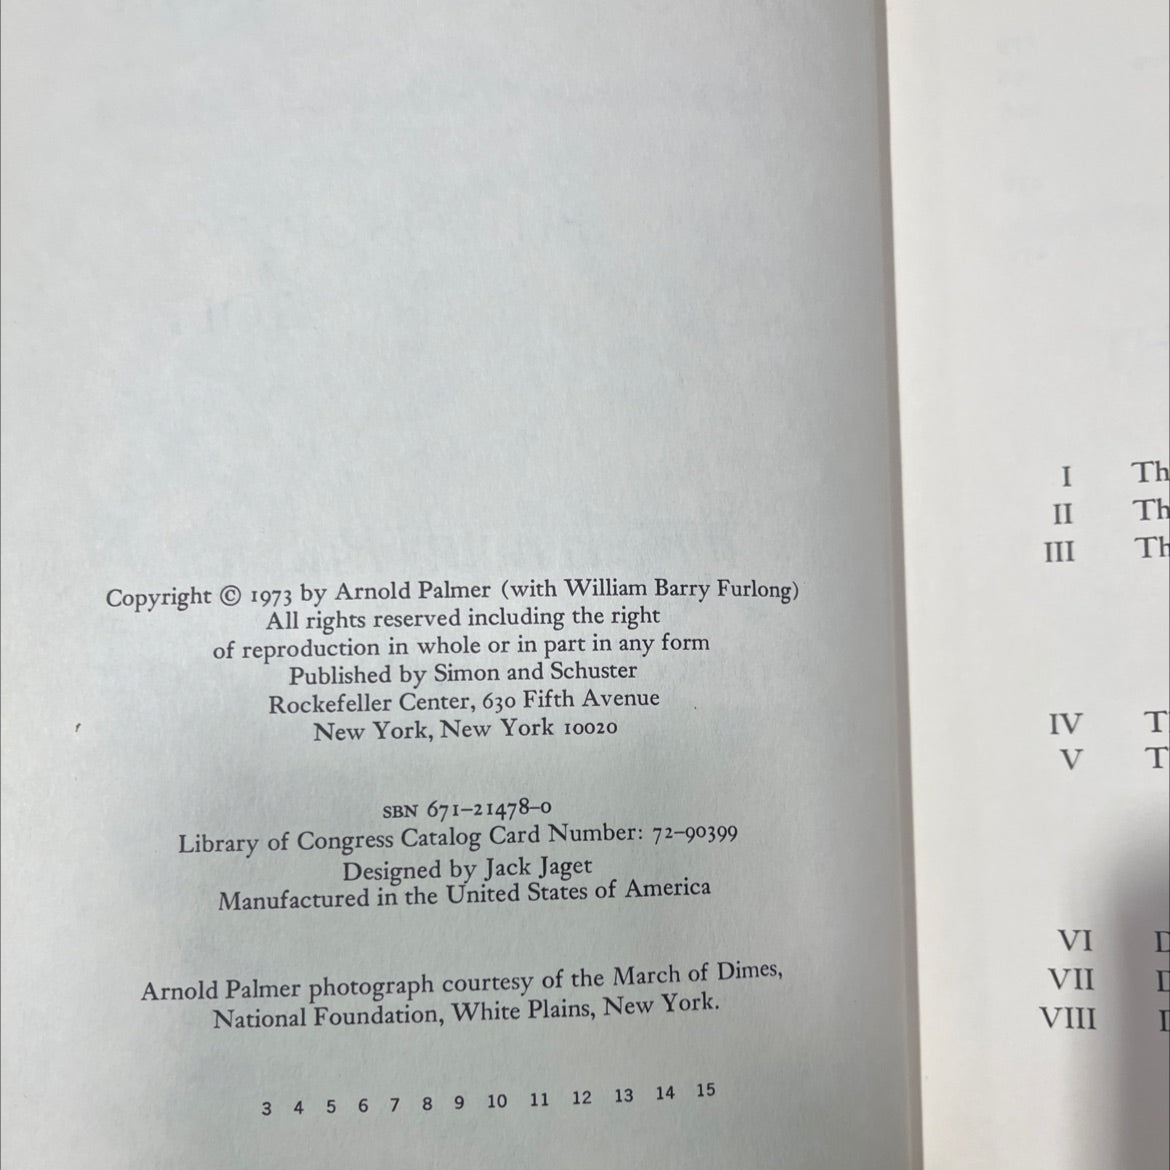 Copyright © 1973 by Arnold Palmer (with William Barry Furlong)
All rights reserved including the right
of reproduction in whole or in part in any form
Published by Simon and Schuster
Rockefeller Center, 630 Fifth Avenue
New York, New York 10020
SBN 671-21478-0
Library of Congress Catalog Card Number: 72-90399
Designed by Jack Jaget
Manufactured in the United States of America
Arnold Palmer photograph courtesy of the March of Dimes,
National Foundation, White Plains, New York.
3 4 5 6 7 8 9 10 11 12 13 14 15
I Th
II Th
III Th
IV T
V T
VI
VII
VIII